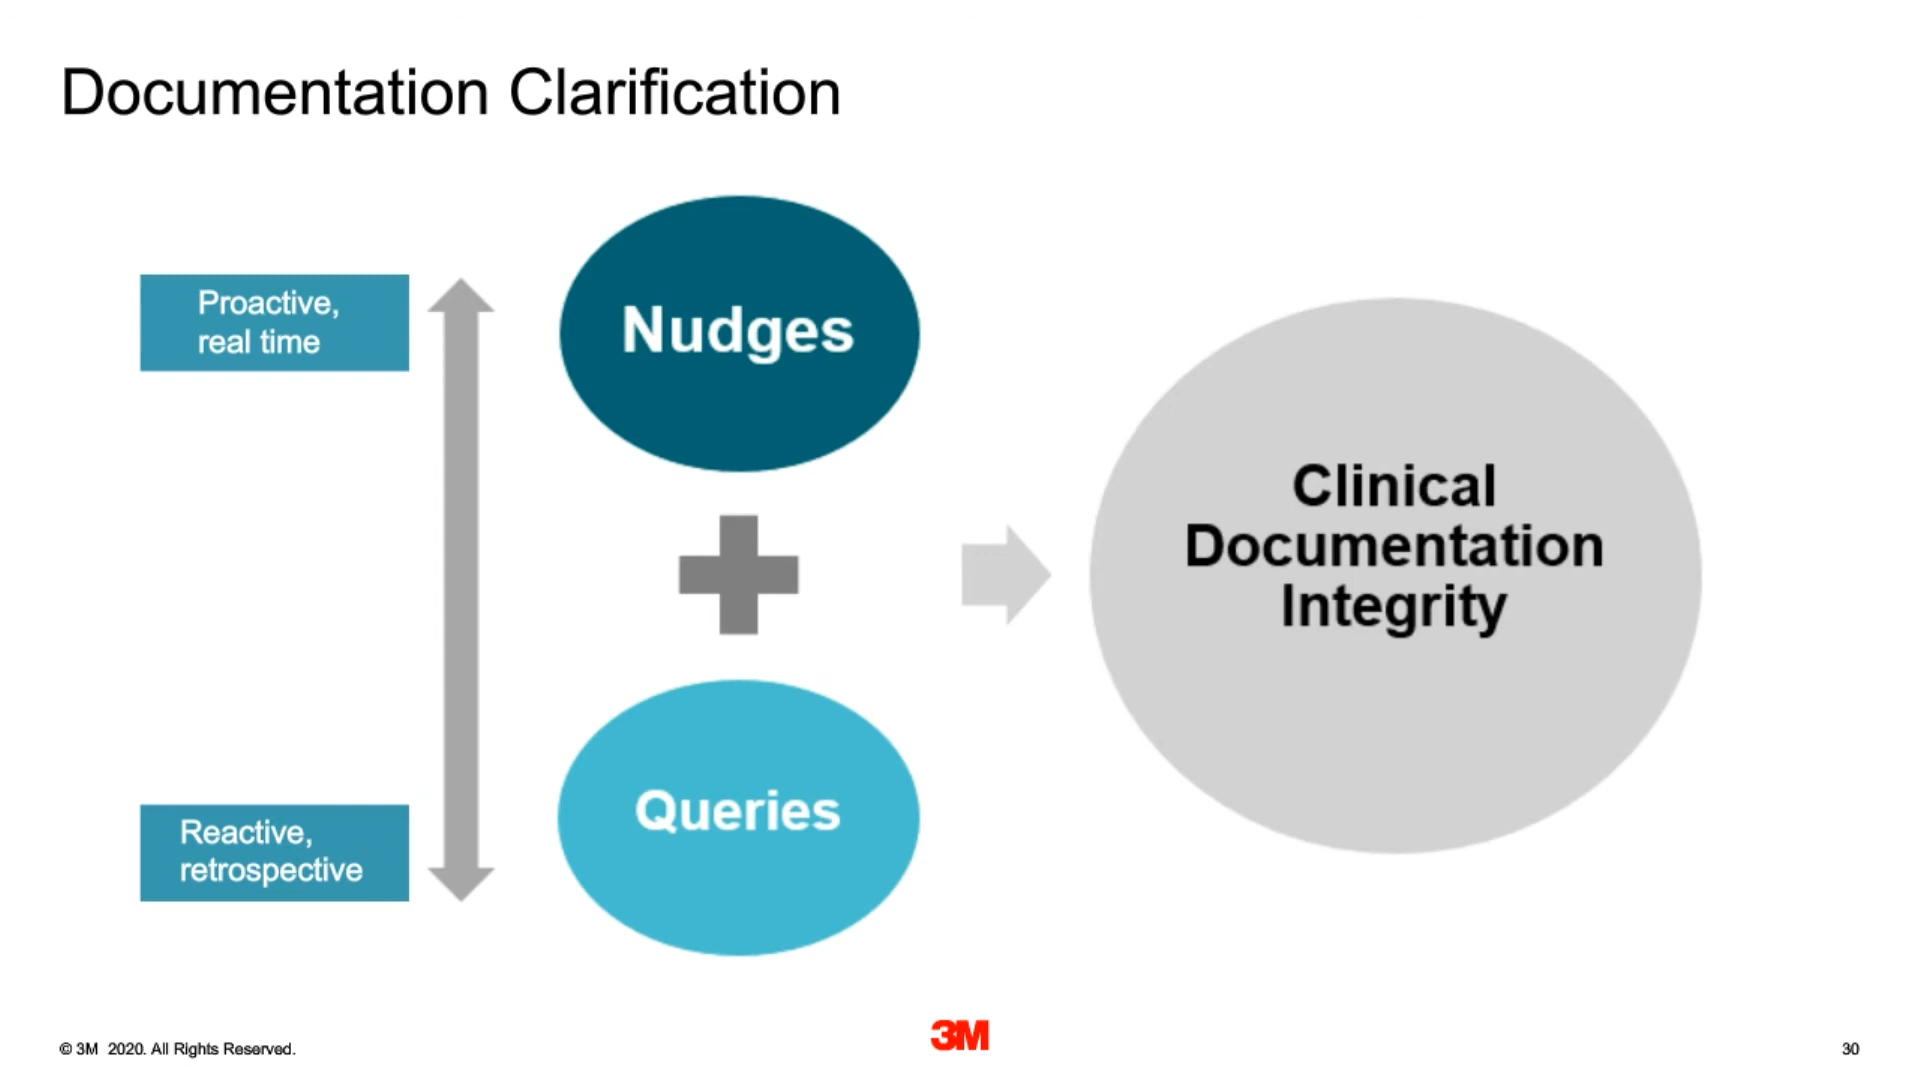 Documentation Clarification
Proactive,
real time
Nudges
Clinical
Documentation
Integrity
Reactive,
retrospective
Queries
© 3M 2020. All Rights Reserved.
3M
30